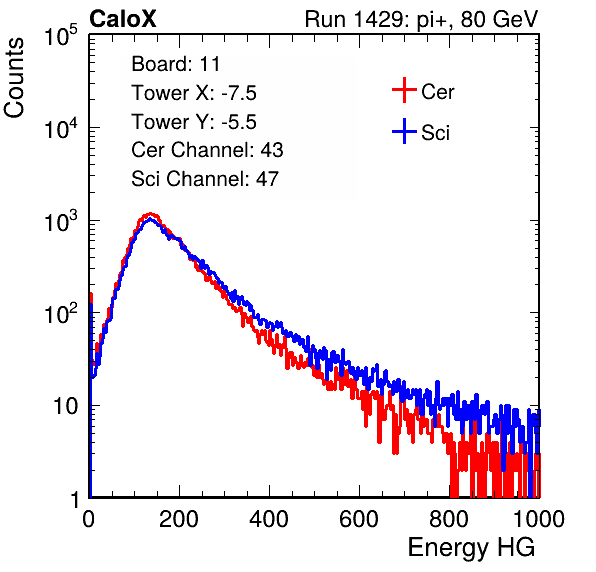 CaloX Run 1429: pi+, 80 GeV
Counts
Board: 11
Tower X: -7.5
Tower Y: -5.5
Cer Channel: 43
Sci Channel: 47
Cer
Sci
10^5
10^4
10^3
10^2
10
1
0 200 400 600 800 1000
Energy HG